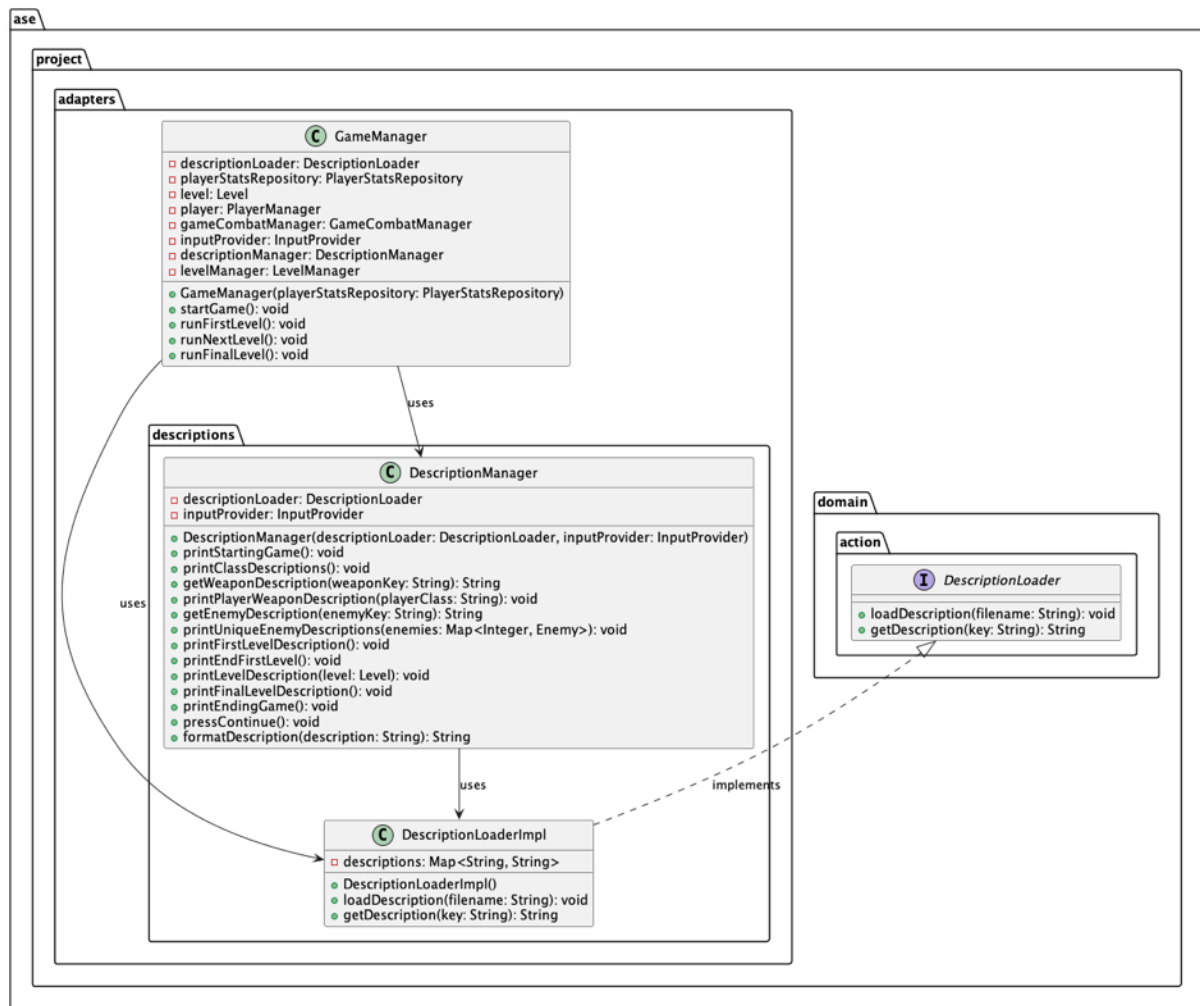 ase
project
adapters
C GameManager
descriptionLoader: DescriptionLoader
playerStatsRepository: PlayerStatsRepository
level: Level
player: PlayerManager
gameCombatManager: GameCombatManager
inputProvider: InputProvider
descriptionManager: DescriptionManager
levelManager: LevelManager
GameManager(playerStatsRepository: PlayerStatsRepository)
startGame(): void
runFirstLevel(): void
runNextLevel(): void
runFinalLevel(): void
uses
descriptions
C DescriptionManager
descriptionLoader: DescriptionLoader
inputProvider: InputProvider
DescriptionManager(descriptionLoader: DescriptionLoader, inputProvider: InputProvider)
printStartingGame(): void
printClassDescriptions(): void
getWeaponDescription(weaponKey: String): String
printPlayerWeaponDescription(playerClass: String): void
getEnemyDescription(enemyKey: String): String
printUniqueEnemyDescriptions(enemies: Map<Integer, Enemy>): void
printFirstLevelDescription(): void
printEndFirstLevel(): void
printLevelDescription(level: Level): void
printFinalLevelDescription(): void
printEndingGame(): void
pressContinue(): void
formatDescription(description: String): String
uses
domain
action
I DescriptionLoader
loadDescription(filename: String): void
getDescription(key: String): String
uses
implements
C DescriptionLoaderImpl
descriptions: Map<String, String>
DescriptionLoaderImpl()
loadDescription(filename: String): void
getDescription(key: String): String